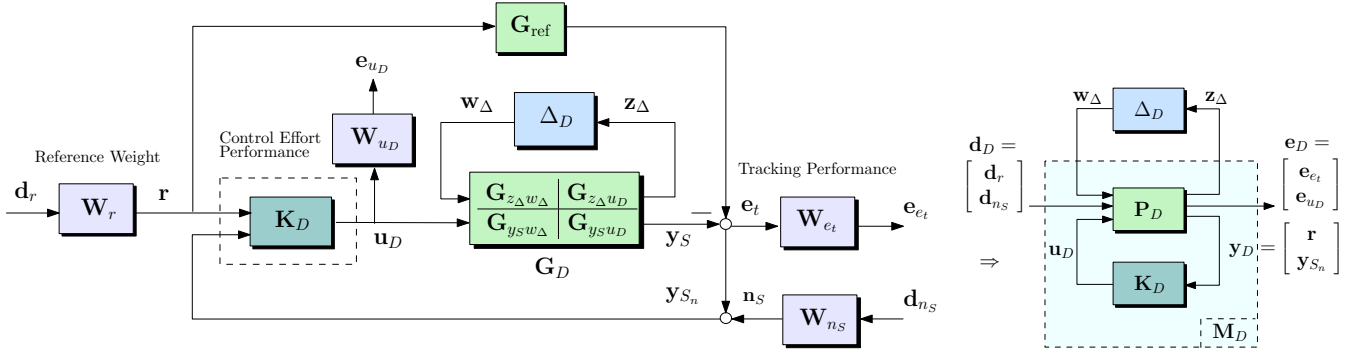 G_ref
e_{u_D}
w_Δ
Δ_D
z_Δ
Control Effort
Performance
W_{u_D}
Reference Weight
Tracking Performance
d_r
W_r
r
K_D
u_D
G_{z_Δ w_Δ} G_{z_Δ u_D}
G_{y_S w_Δ} G_{y_S u_D}
G_D
−
y_S
e_t
W_{e_t}
e_{e_t}
y_{S_n}
n_S
W_{n_S}
d_{n_S}
⇒
w_Δ
Δ_D
z_Δ
d_D =
[ d_r
d_{n_S} ]
P_D
e_D =
[ e_{e_t}
e_{u_D} ]
u_D
K_D
y_D = [ r
y_{S_n} ]
M_D